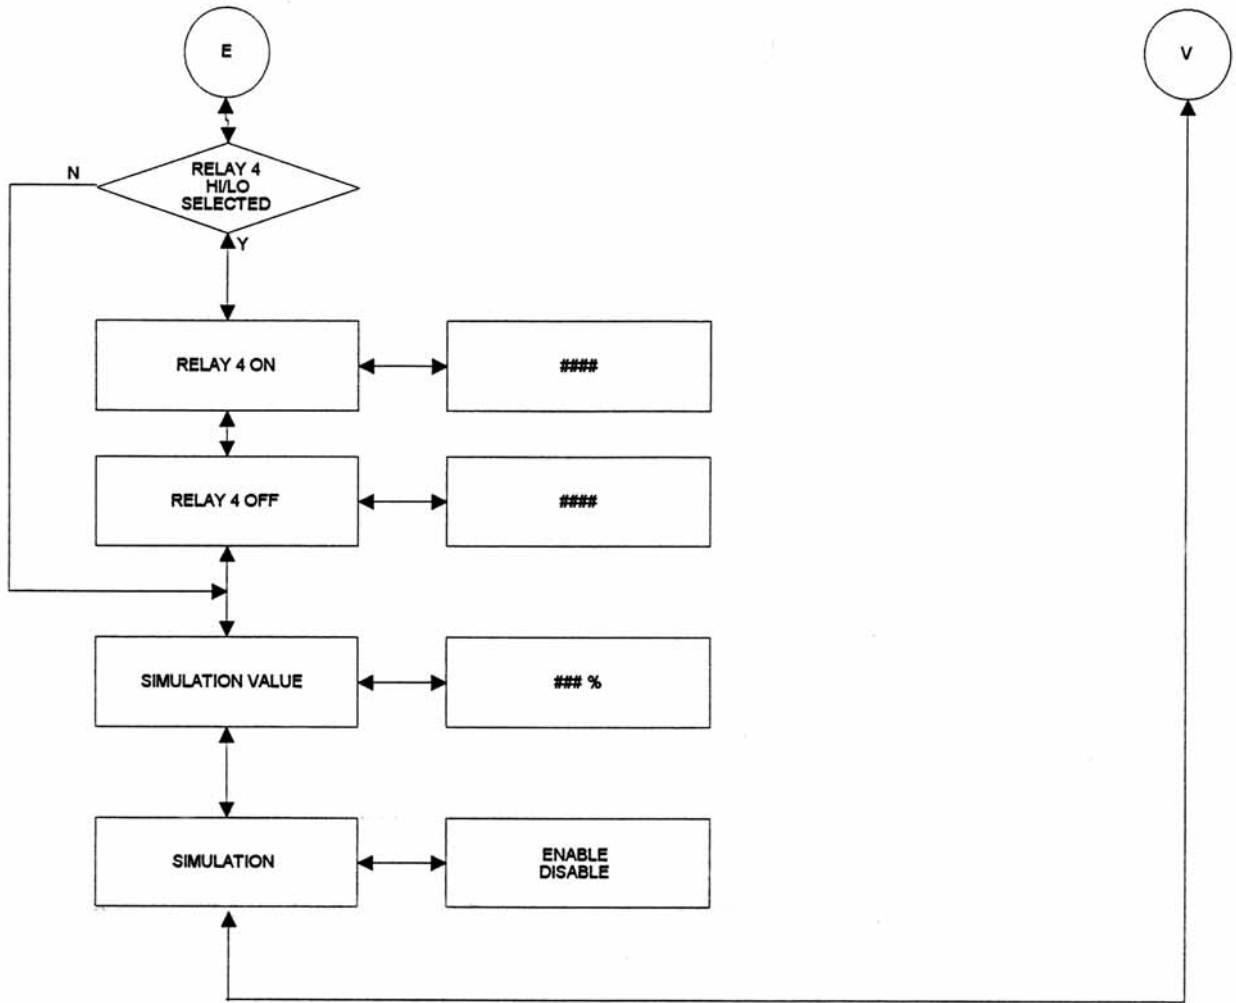 E
V
RELAY 4
HI/LO
SELECTED
N
Y
RELAY 4 ON
####
RELAY 4 OFF
####
SIMULATION VALUE
### %
SIMULATION
ENABLE
DISABLE